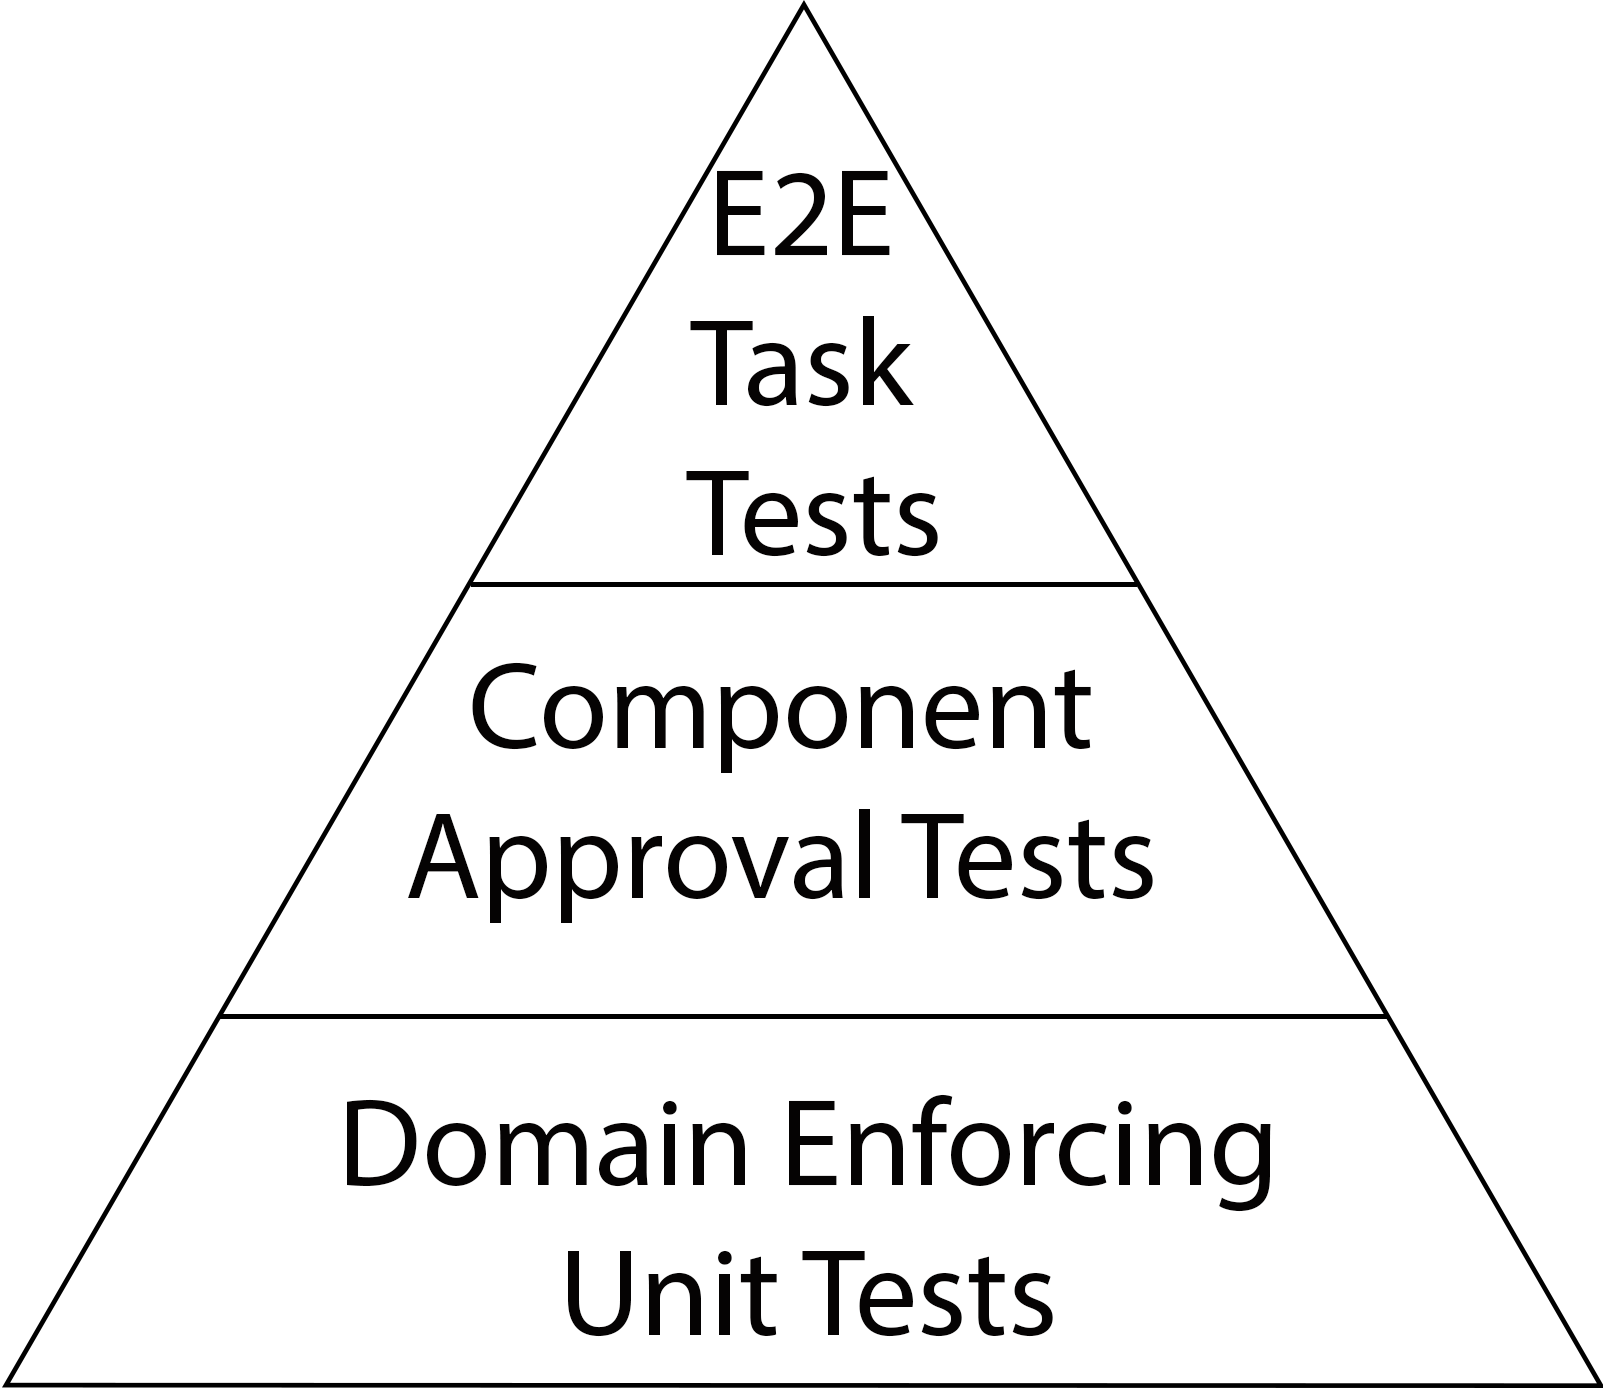 E2E
Task
Tests
Component
Approval Tests
Domain Enforcing
Unit Tests